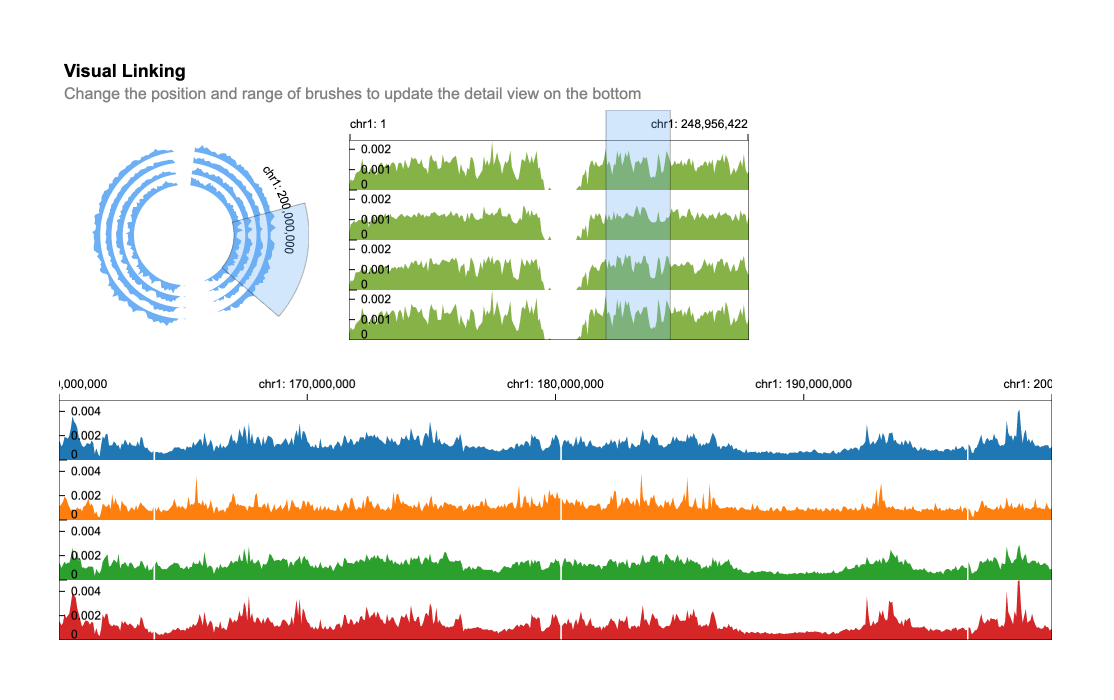 Visual Linking
Change the position and range of brushes to update the detail view on the bottom
chr1: 200,000,000
chr1: 1
chr1: 248,956,422
0.002
0.001
0
0.002
0.001
0
0.002
0.001
0
0.002
0.001
0
0,000,000
chr1: 170,000,000
chr1: 180,000,000
chr1: 190,000,000
chr1: 200
0.004
0.002
0
0.004
0.002
0
0.004
0.002
0
0.004
0.002
0